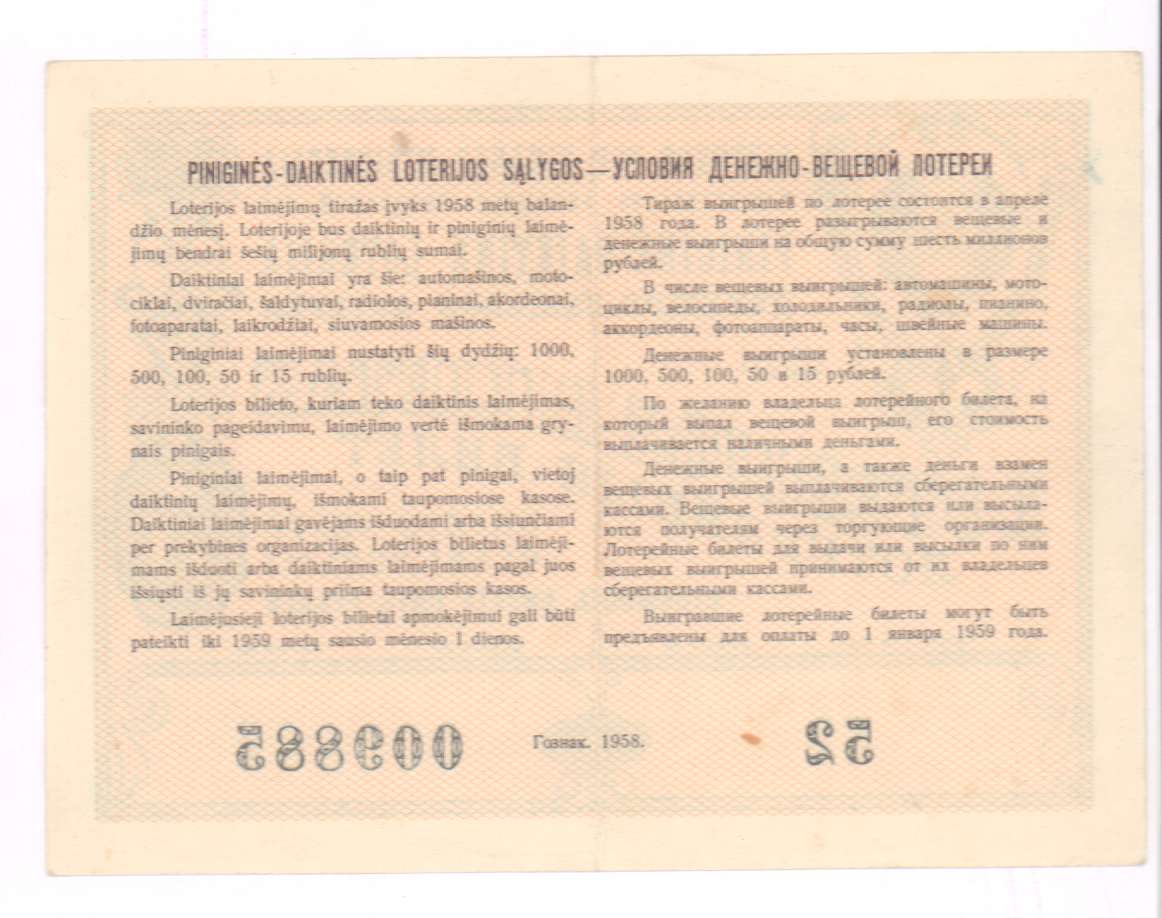 PINIGINĖS-DAIKTINĖS LOTERIJOS SĄLYGOS—УСЛОВИЯ ДЕНЕЖНО-ВЕЩЕВОЙ ЛОТЕРЕИ
Loterijos laimėjimų tiražas įvyks 1958 metų balan-
džio mėnesį. Loterijoje bus daiktinių ir piniginių laimė-
jimų bendrai šešių milijonų rublių sumai.
Daiktiniai laimėjimai yra šie: automašinos, moto-
ciklai, dviračiai, šaldytuvai, radiolos, pianinai, akordeonai,
fotoaparatai, laikrodžiai, siuvamosios mašinos.
Piniginiai laimėjimai nustatyti šių dydžių: 1000,
500, 100, 50 ir 15 rublių.
Loterijos bilieto, kuriam teko daiktinis laimėjimas,
savininko pageidavimu, laimėjimo vertė išmokama gry-
nais pinigais.
Piniginiai laimėjimai, o taip pat pinigai, vietoj
daiktinių laimėjimų, išmokami taupomosiose kasose.
Daiktiniai laimėjimai gavėjams išduodami arba išsiunčiami
per prekybines organizacijas. Loterijos bilietus laimėji-
mams išduoti arba daiktiniams laimėjimams pagal juos
išsiųsti iš jų savininkų priima taupomosios kasos.
Laimėjusieji loterijos bilietai apmokėjimui gali būti
pateikti iki 1959 metų sausio mėnesio 1 dienos.
Тираж выигрышей по лотерее состоится в апреле
1958 года. В лотерее разыгрываются вещевые и
денежные выигрыши на общую сумму шесть миллионов
рублей.
В числе вещевых выигрышей: автомашины, мото-
циклы, велосипеды, холодильники, радиолы, пианино,
аккордеоны, фотоаппараты, часы, швейные машины.
Денежные выигрыши установлены в размере
1000, 500, 100, 50 и 15 рублей.
По желанию владельца лотерейного билета, на
который выпал вещевой выигрыш, его стоимость
выплачивается наличными деньгами.
Денежные выигрыши, а также деньги взамен
вещевых выигрышей выплачиваются сберегательными
кассами. Вещевые выигрыши выдаются или высыла-
ются получателям через торгующие организации.
Лотерейные билеты для выдачи или высылки по ним
вещевых выигрышей принимаются от их владельцев
сберегательными кассами.
Выигравшие лотерейные билеты могут быть
предъявлены для оплаты до 1 января 1959 года.
009885
Гознак. 1958.
52